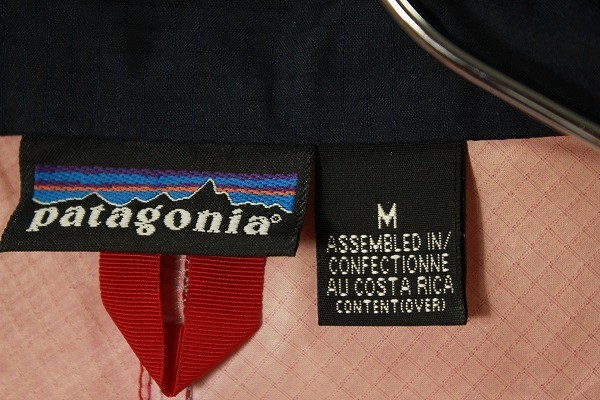 patagonia®
M
ASSEMBLED IN/
CONFECTIONNE
AU COSTA RICA
CONTENT(OVER)